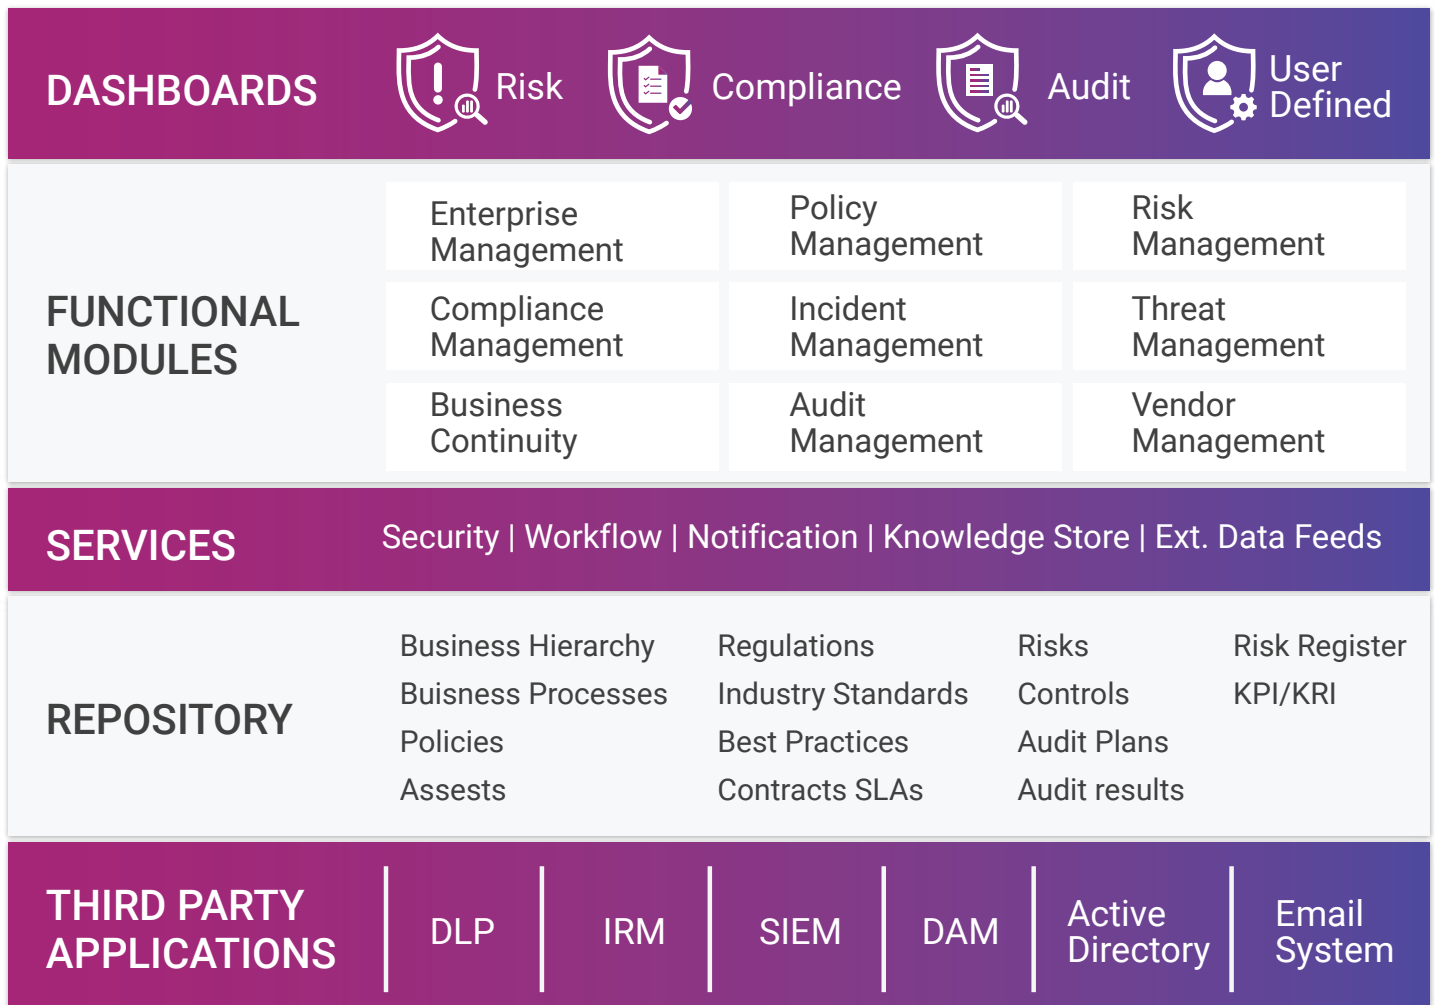 DASHBOARDS
Risk
Compliance
Audit
User
Defined
FUNCTIONAL
MODULES
Enterprise
Management
Policy
Management
Risk
Management
Compliance
Management
Incident
Management
Threat
Management
Business
Continuity
Audit
Management
Vendor
Management
SERVICES
Security | Workflow | Notification | Knowledge Store | Ext. Data Feeds
REPOSITORY
Business Hierarchy
Buisness Processes
Policies
Assests
Regulations
Industry Standards
Best Practices
Contracts SLAs
Risks
Controls
Audit Plans
Audit results
Risk Register
KPI/KRI
THIRD PARTY
APPLICATIONS
DLP
IRM
SIEM
DAM
Active
Directory
Email
System